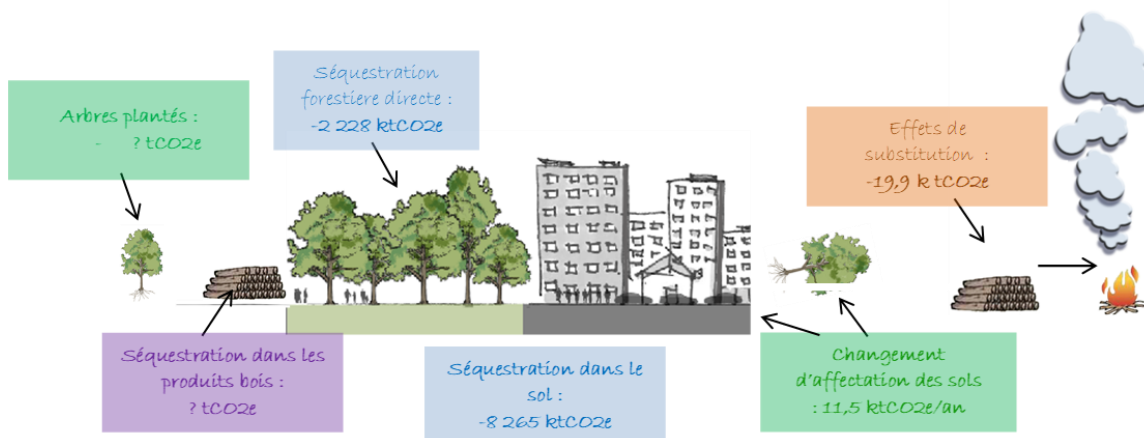 Arbres plantés :
- ? tCO2e
Séquestration
forestiere directe :
-2 228 ktCO2e
Effets de
substitution :
-19,9 k tCO2e
Séquestration dans les
produits bois :
? tCO2e
Séquestration dans le
sol :
-8 265 ktCO2e
Changement
d'affectation des sols
: 11,5 ktCO2e/an